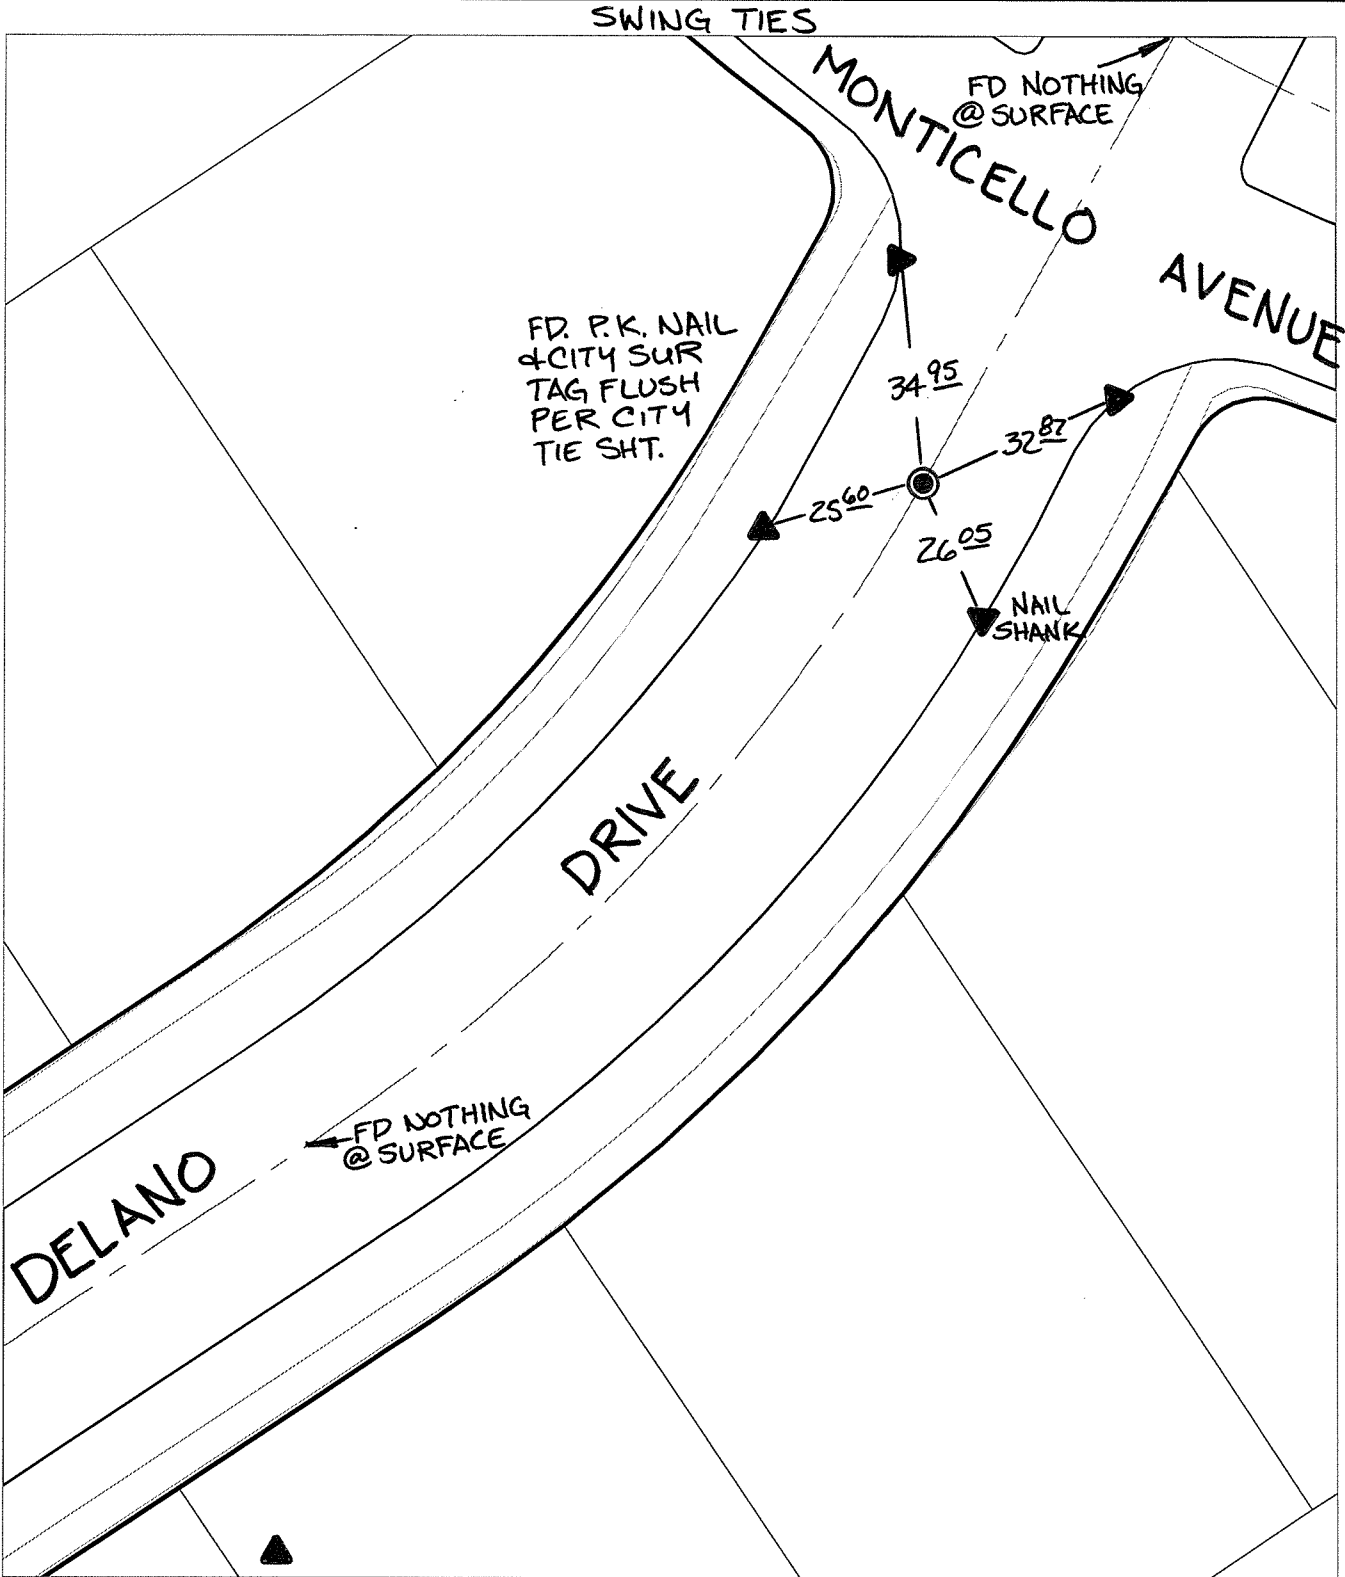 SWING TIES
MONTICELLO
AVENUE
FD NOTHING
@ SURFACE
FD. P.K. NAIL
& CITY SUR
TAG FLUSH
PER CITY
TIE SHT.
34 95
32 87
25 60
26 05
NAIL
SHANK
DRIVE
FD NOTHING
@ SURFACE
DELANO